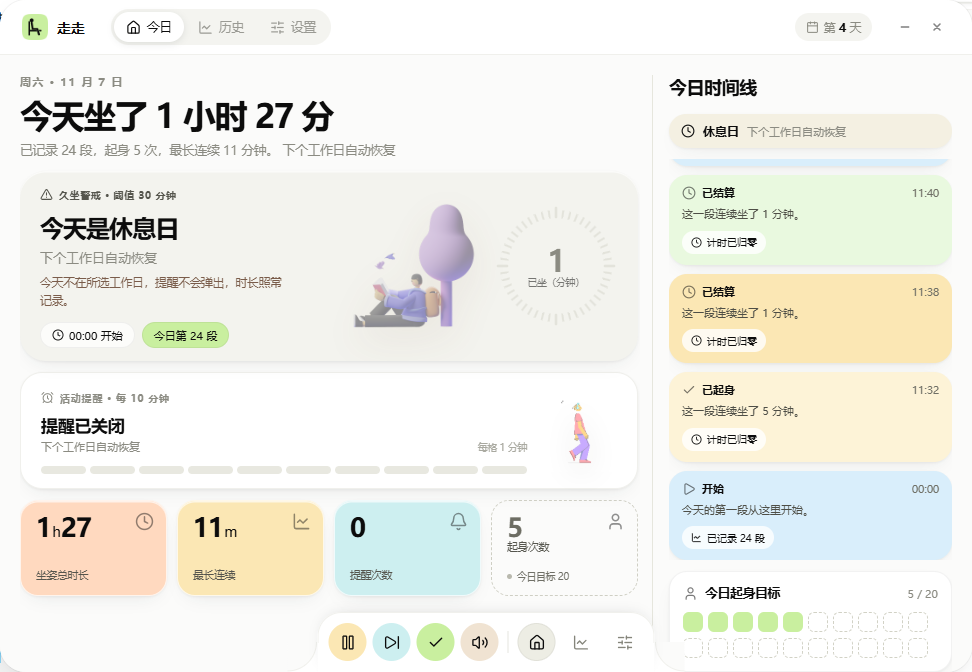 走走
今日
历史
设置
第 4 天
周六 • 11 月 7 日
今天坐了 1 小时 27 分
已记录 24 段，起身 5 次，最长连续 11 分钟。 下个工作日自动恢复
久坐警戒 • 阈值 30 分钟
今天是休息日
下个工作日自动恢复
今天不在所选工作日，提醒不会弹出，时长照常
记录。
00:00 开始
今日第 24 段
1
已坐（分钟）
活动提醒 • 每 10 分钟
提醒已关闭
下个工作日自动恢复
每格 1 分钟
1h27
坐姿总时长
11m
最长连续
0
提醒次数
5
起身次数
今日目标 20
今日时间线
休息日 下个工作日自动恢复
已结算 11:40
这一段连续坐了 1 分钟。
计时已归零
已结算 11:38
这一段连续坐了 1 分钟。
计时已归零
已起身 11:32
这一段连续坐了 5 分钟。
计时已归零
开始 00:00
今天的第一段从这里开始。
已记录 24 段
今日起身目标 5 / 20